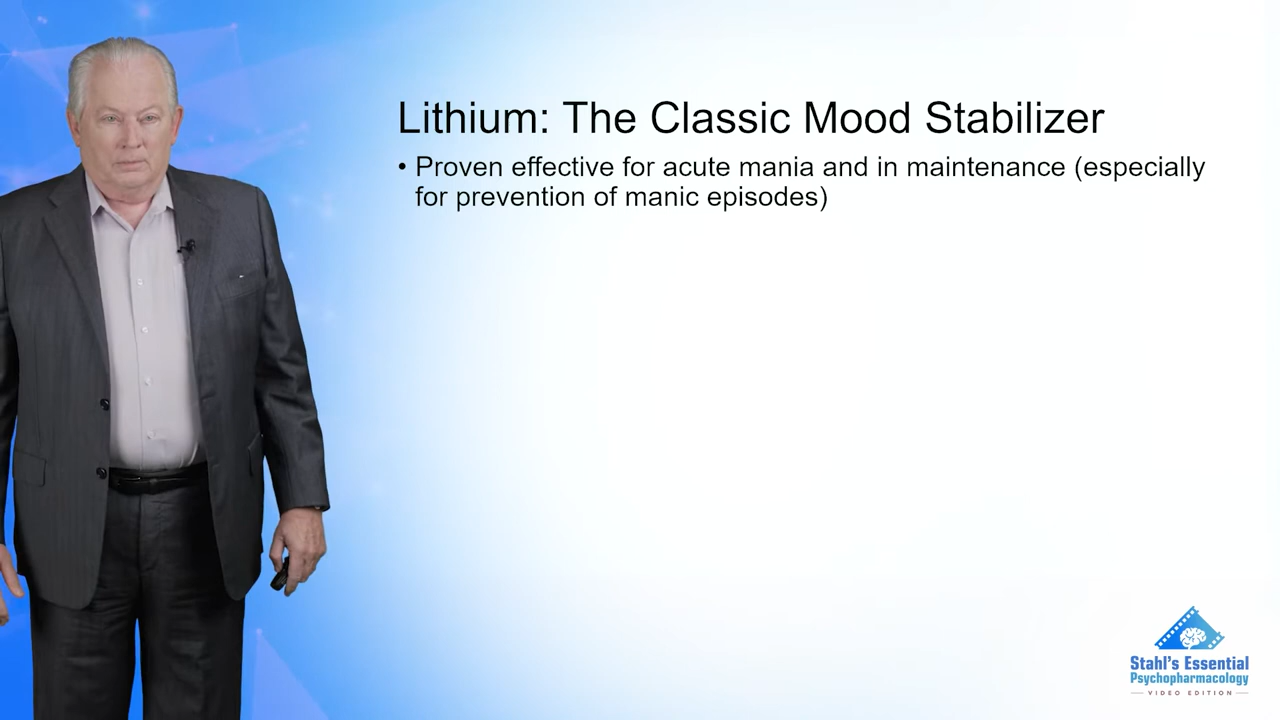 Lithium: The Classic Mood Stabilizer
• Proven effective for acute mania and in maintenance (especially
for prevention of manic episodes)
Stahl's Essential
Psychopharmacology
VIDEO EDITION